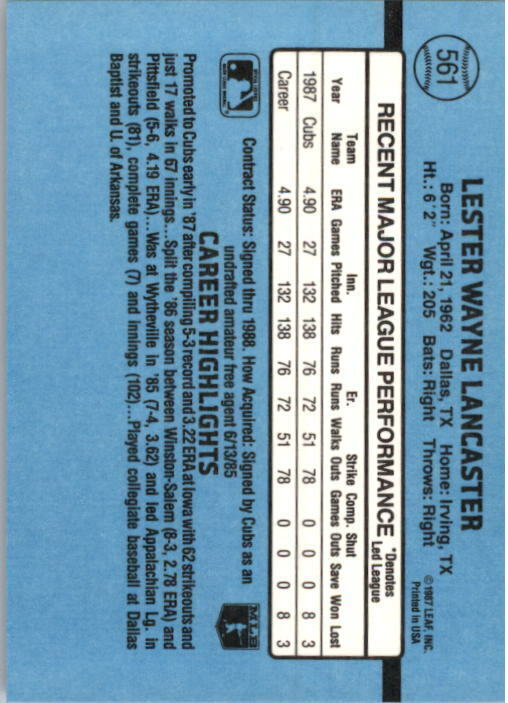 561
LESTER WAYNE LANCASTER
Born: April 21, 1962 Dallas, TX Home: Irving, TX
Ht.: 6' 2" Wgt.: 205 Bats: Right Throws: Right
©1987 LEAF, INC.
Printed in USA
RECENT MAJOR LEAGUE PERFORMANCE
*Denotes
Led League
Team Inn. Er. Strike Comp. Shut
Year Name ERA Games Pitched Hits Runs Runs Walks Outs Games Outs Save Won Lost
1987 Cubs 4.90 27 132 138 76 72 51 78 0 0 0 8 3
Career 4.90 27 132 138 76 72 51 78 0 0 0 8 3
Contract Status: Signed thru 1988. How Acquired: Signed by Cubs as an
undrafted amateur free agent 6/13/85
MLB
CAREER HIGHLIGHTS
Promoted to Cubs early in '87 after compiling 5-3 record and 3.22 ERA at Iowa with 62 strikeouts and
just 17 walks in 67 innings...Split the '86 season between Winston-Salem (8-3, 2.78 ERA) and
Pittsfield (5-6, 4.19 ERA)...Was at Wytheville in '85 (7-4, 3.62) and led Appalachian Lg. in
strikeouts (81), complete games (7) and innings (102)...Played collegiate baseball at Dallas
Baptist and U. of Arkansas.